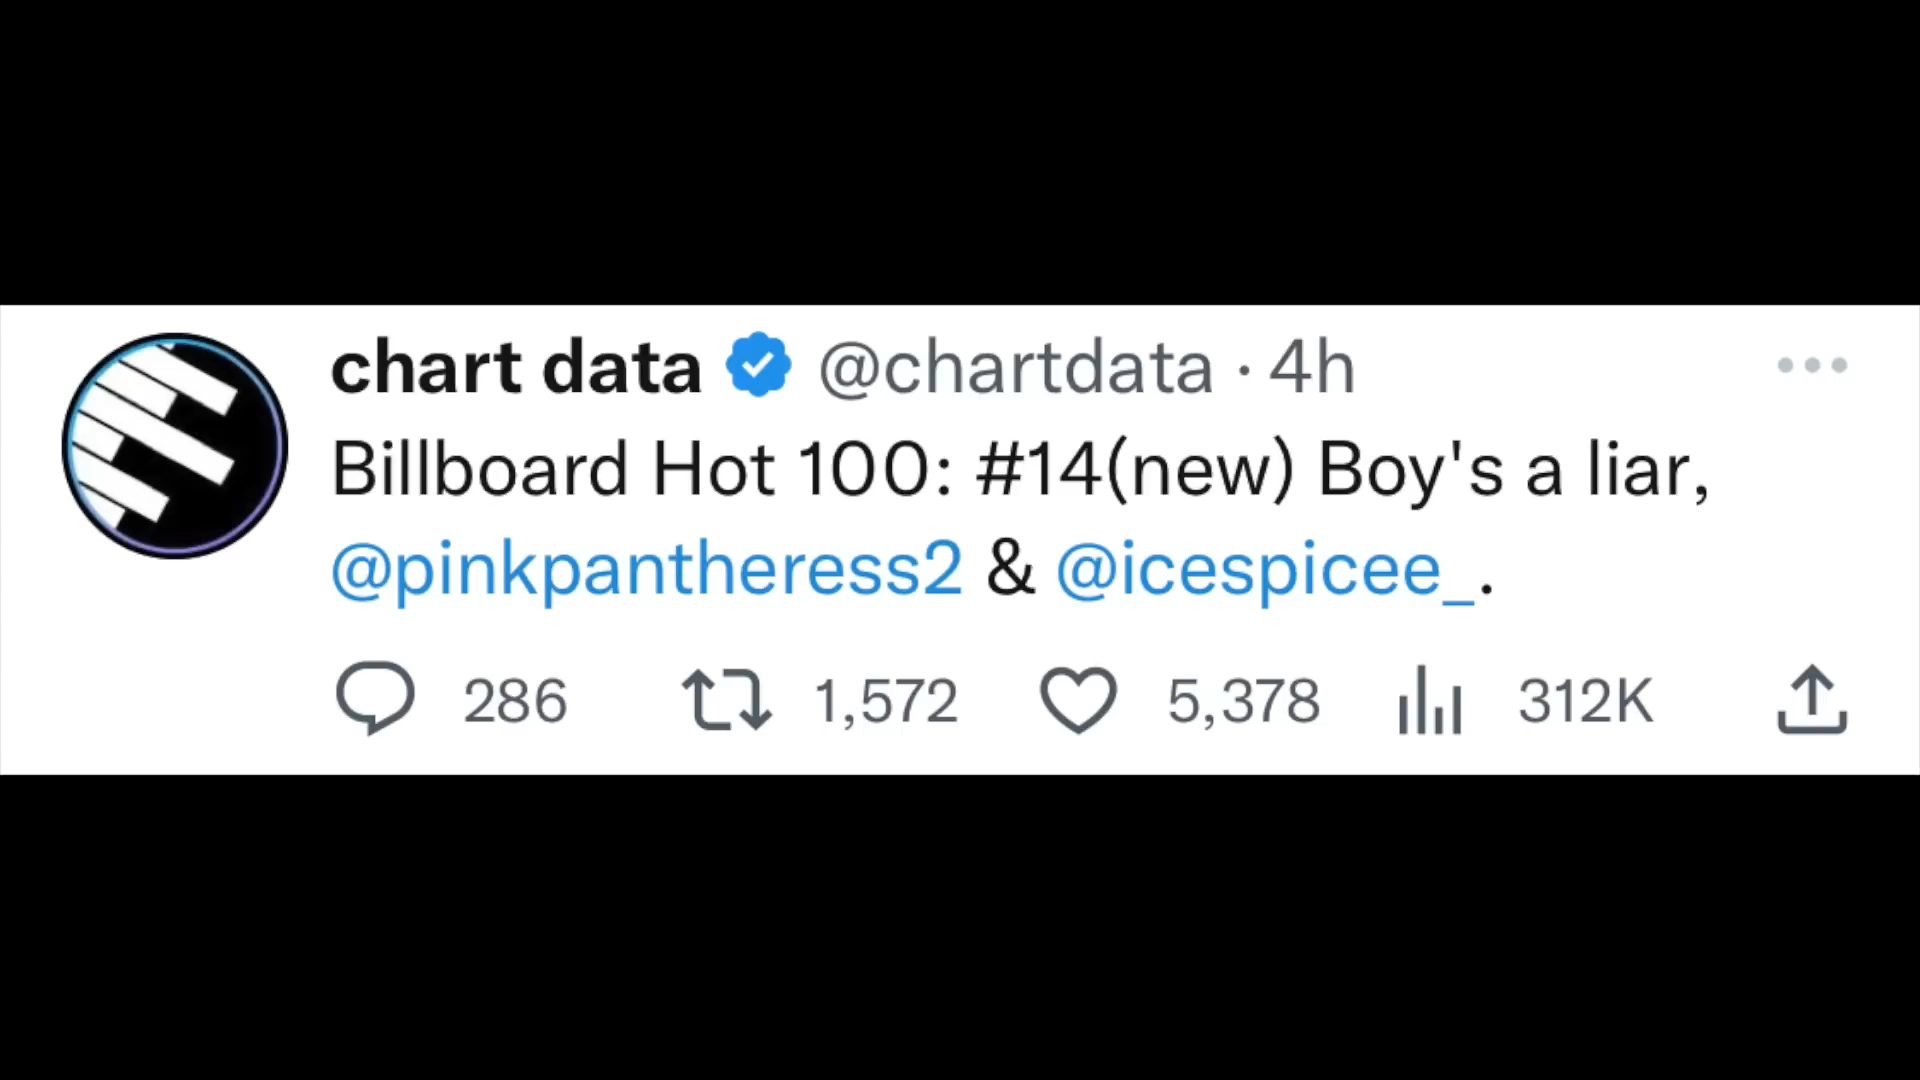 chart data @chartdata · 4h
Billboard Hot 100: #14(new) Boy's a liar,
@pinkpantheress2 & @icespicee_.
286 1,572 5,378 312K